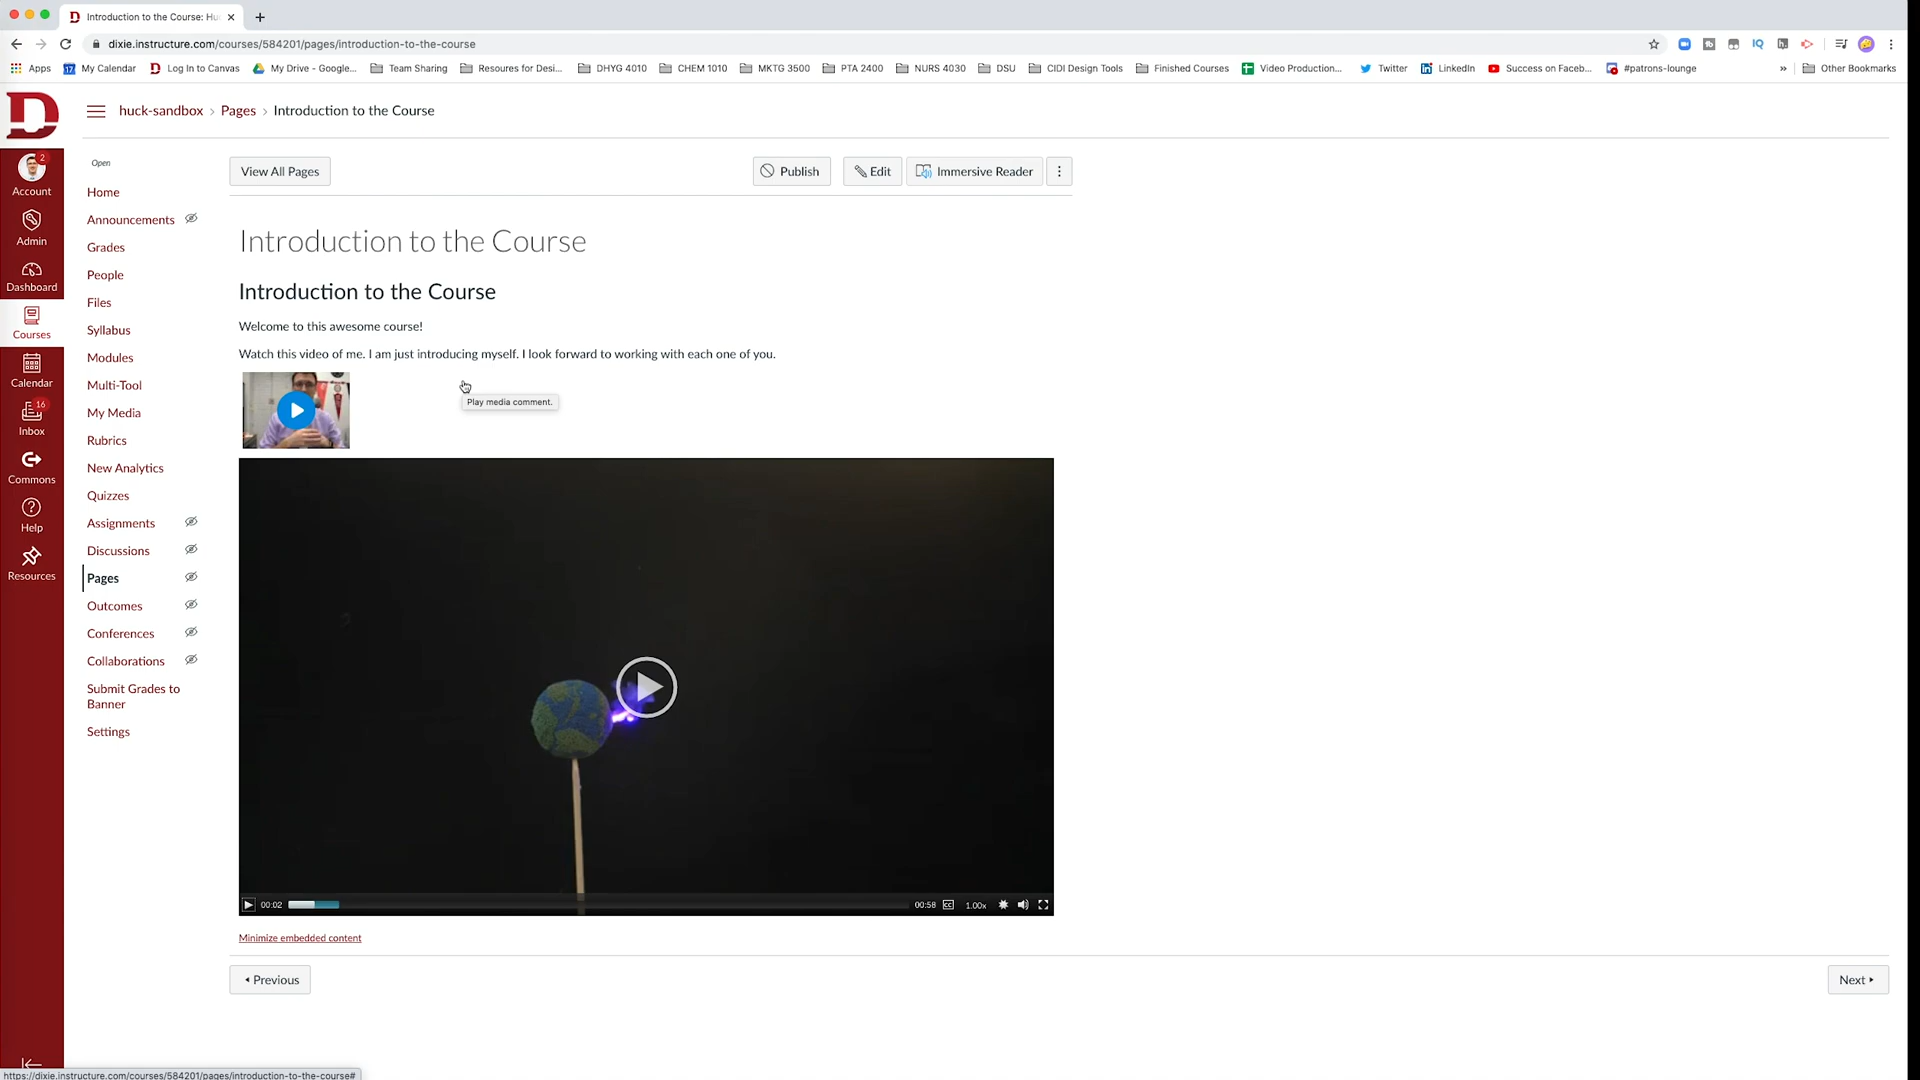 Introduction to the Course: Hu
dixie.instructure.com/courses/584201/pages/introduction-to-the-course
Apps My Calendar Log In to Canvas My Drive - Google... Team Sharing Resoures for Desi... DHYG 4010 CHEM 1010 MKTG 3500 PTA 2400 NURS 4030 DSU CIDI Design Tools Finished Courses Video Production... Twitter LinkedIn Success on Faceb... #patrons-lounge » Other Bookmarks
huck-sandbox › Pages › Introduction to the Course
2
Account
Admin
Dashboard
Courses
Calendar
16
Inbox
Commons
Help
Resources
Open
Home
Announcements
Grades
People
Files
Syllabus
Modules
Multi-Tool
My Media
Rubrics
New Analytics
Quizzes
Assignments
Discussions
Pages
Outcomes
Conferences
Collaborations
Submit Grades to
Banner
Settings
View All Pages Publish Edit Immersive Reader
Introduction to the Course
Introduction to the Course
Welcome to this awesome course!
Watch this video of me. I am just introducing myself. I look forward to working with each one of you.
Play media comment.
00:02 00:58 CC 1.00x
Minimize embedded content
Previous Next
https://dixie.instructure.com/courses/584201/pages/introduction-to-the-course#